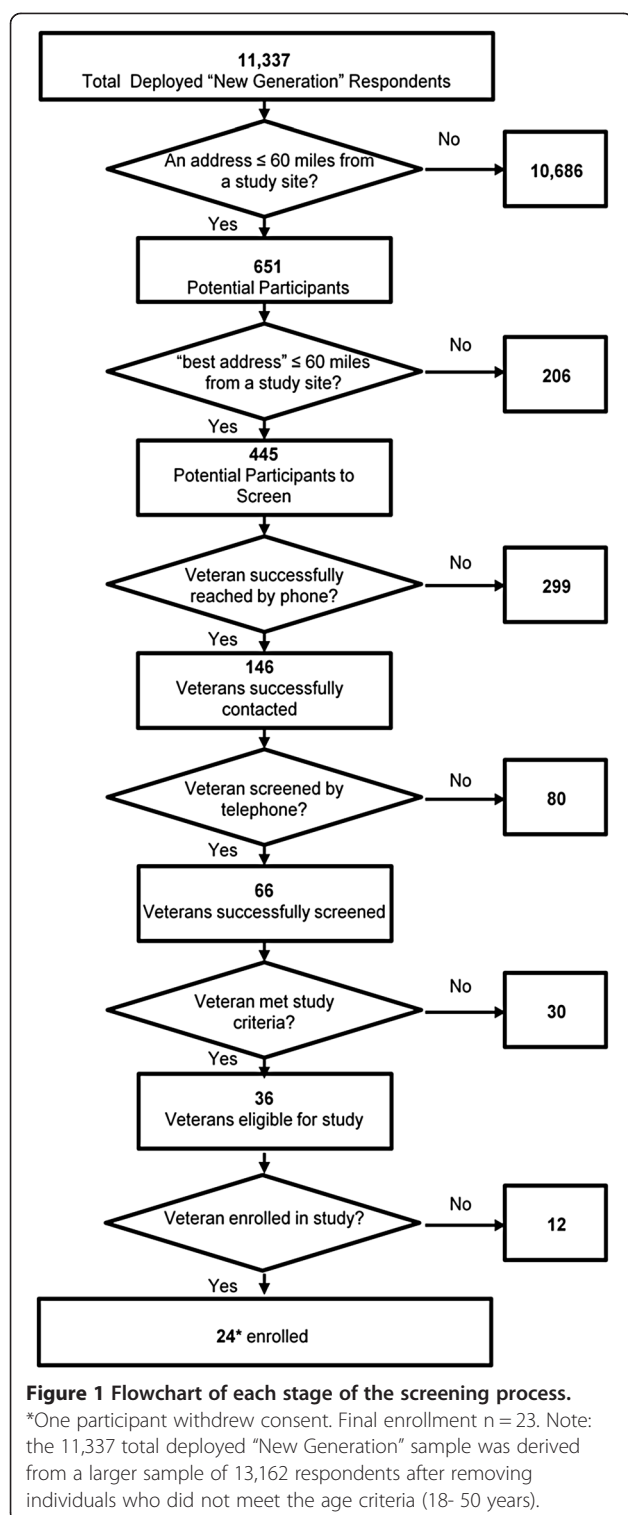 11,337
Total Deployed “New Generation” Respondents
An address ≤ 60 miles from
a study site?
No
10,686
Yes
651
Potential Participants
“best address” ≤ 60 miles
from a study site?
No
206
Yes
445
Potential Participants to
Screen
Veteran successfully
reached by phone?
No
299
Yes
146
Veterans successfully
contacted
Veteran screened by
telephone?
No
80
Yes
66
Veterans successfully screened
Veteran met study
criteria?
No
30
Yes
36
Veterans eligible for study
Veteran enrolled in study?
No
12
Yes
24* enrolled
Figure 1 Flowchart of each stage of the screening process.
*One participant withdrew consent. Final enrollment n = 23. Note:
the 11,337 total deployed “New Generation” sample was derived
from a larger sample of 13,162 respondents after removing
individuals who did not meet the age criteria (18- 50 years).